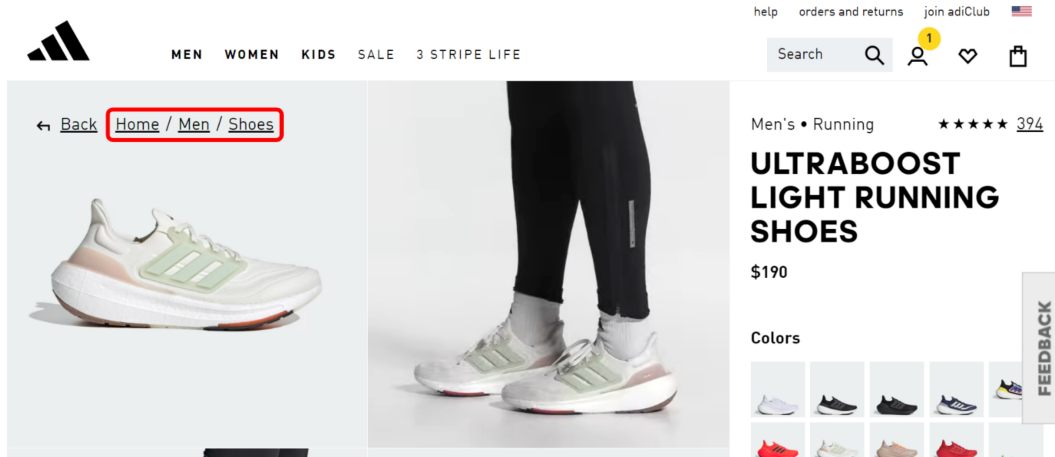 help orders and returns join adiClub
1
MEN WOMEN KIDS SALE 3 STRIPE LIFE
Search
Back Home / Men / Shoes
Men's • Running ★★★★★ 394
ULTRABOOST
LIGHT RUNNING
SHOES
$190
Colors
FEEDBACK